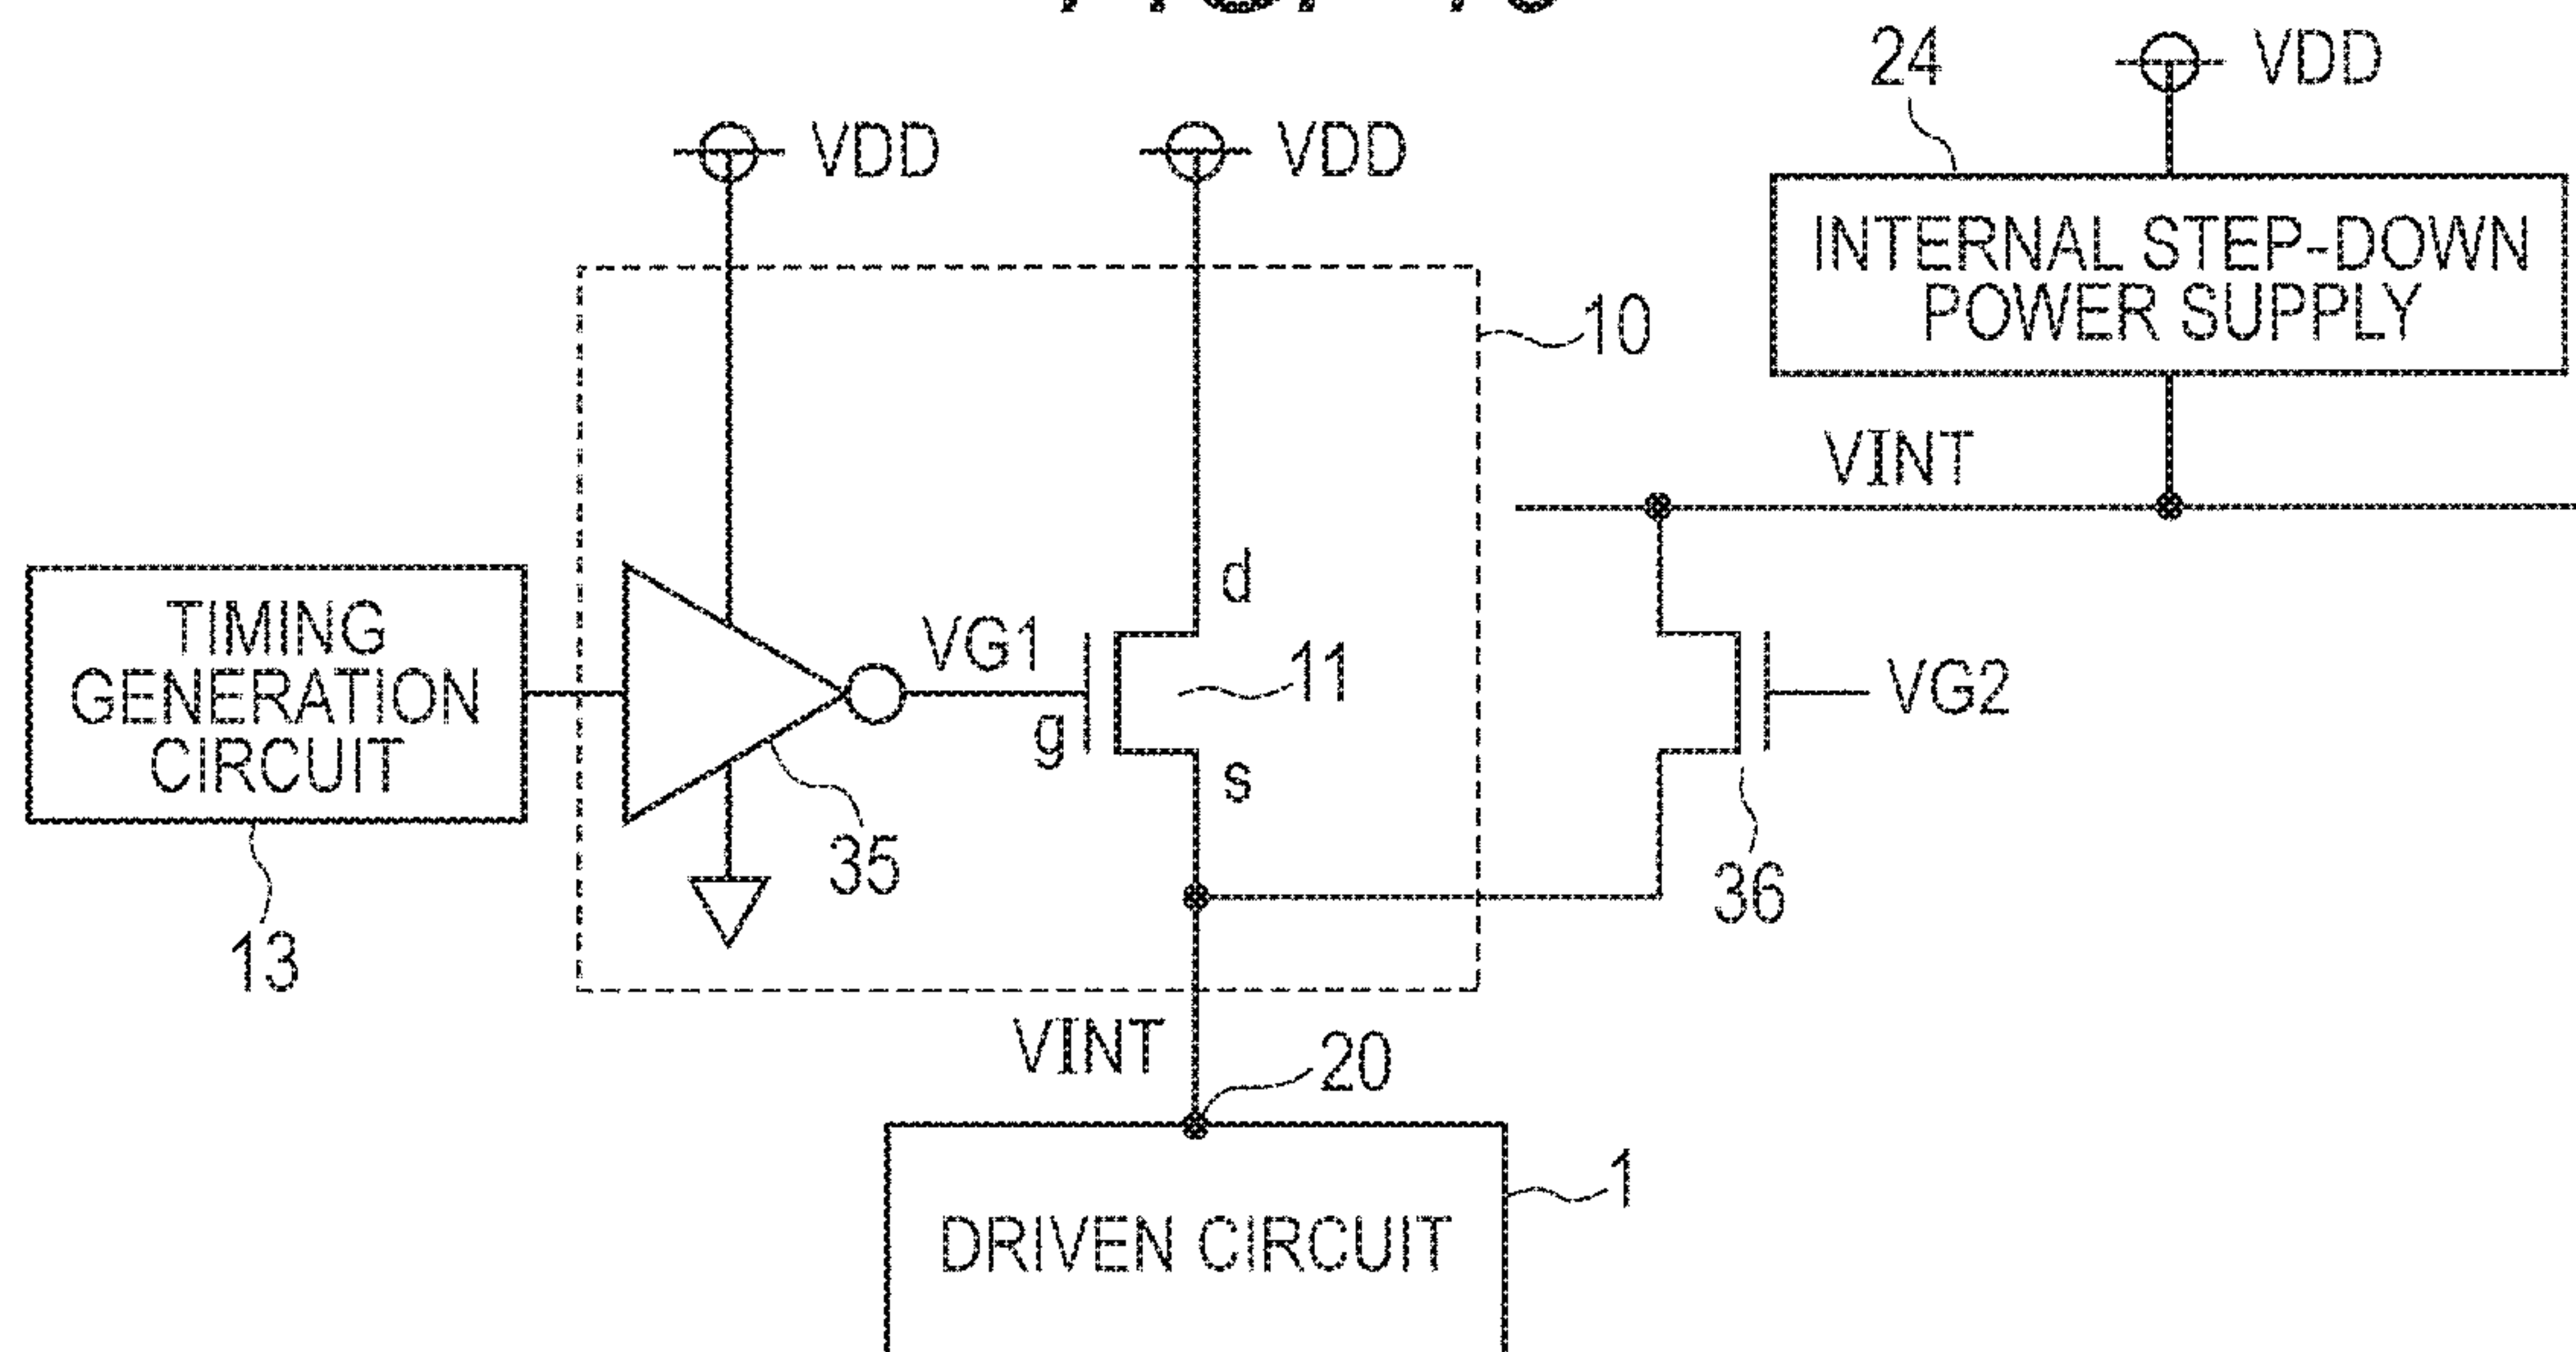 24
VDD
VDD
VDD
INTERNAL STEP-DOWN
POWER SUPPLY
10
VINT
d
TIMING
GENERATION
CIRCUIT
VG1
11
g
VG2
s
35
36
13
VINT
20
1
DRIVEN CIRCUIT